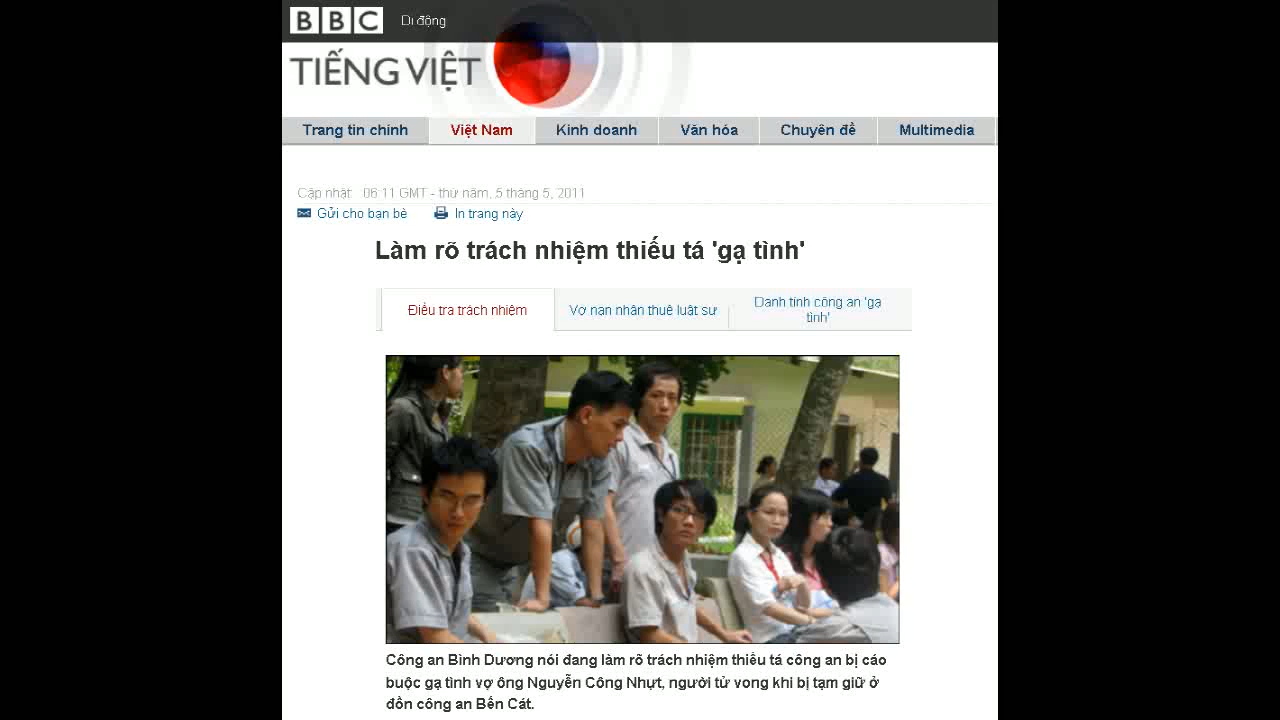 BBC Di động
TIẾNG VIỆT
Trang tin chính Việt Nam Kinh doanh Văn hóa Chuyên đề Multimedia
Cập nhật: 06:11 GMT - thứ năm, 5 tháng 5, 2011
Gửi cho bạn bè In trang này
Làm rõ trách nhiệm thiếu tá 'gạ tình'
Điều tra trách nhiệm Vợ nạn nhân thuê luật sư Danh tính công an 'gạ
tình'
Công an Bình Dương nói đang làm rõ trách nhiệm thiếu tá công an bị cáo
buộc gạ tình vợ ông Nguyễn Công Nhựt, người tử vong khi bị tạm giữ ở
đồn công an Bến Cát.